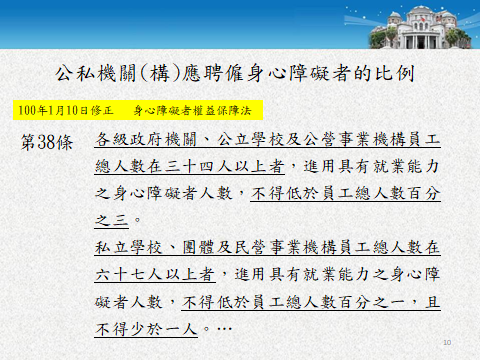 公私機關(構)應聘僱身心障礙者的比例
100年1月10日修正 身心障礙者權益保障法
第38條 各級政府機關、公立學校及公營事業機構員工
總人數在三十四人以上者，進用具有就業能力
之身心障礙者人數，不得低於員工總人數百分
之三。
私立學校、團體及民營事業機構員工總人數在
六十七人以上者，進用具有就業能力之身心障
礙者人數，不得低於員工總人數百分之一，且
不得少於一人。…
10